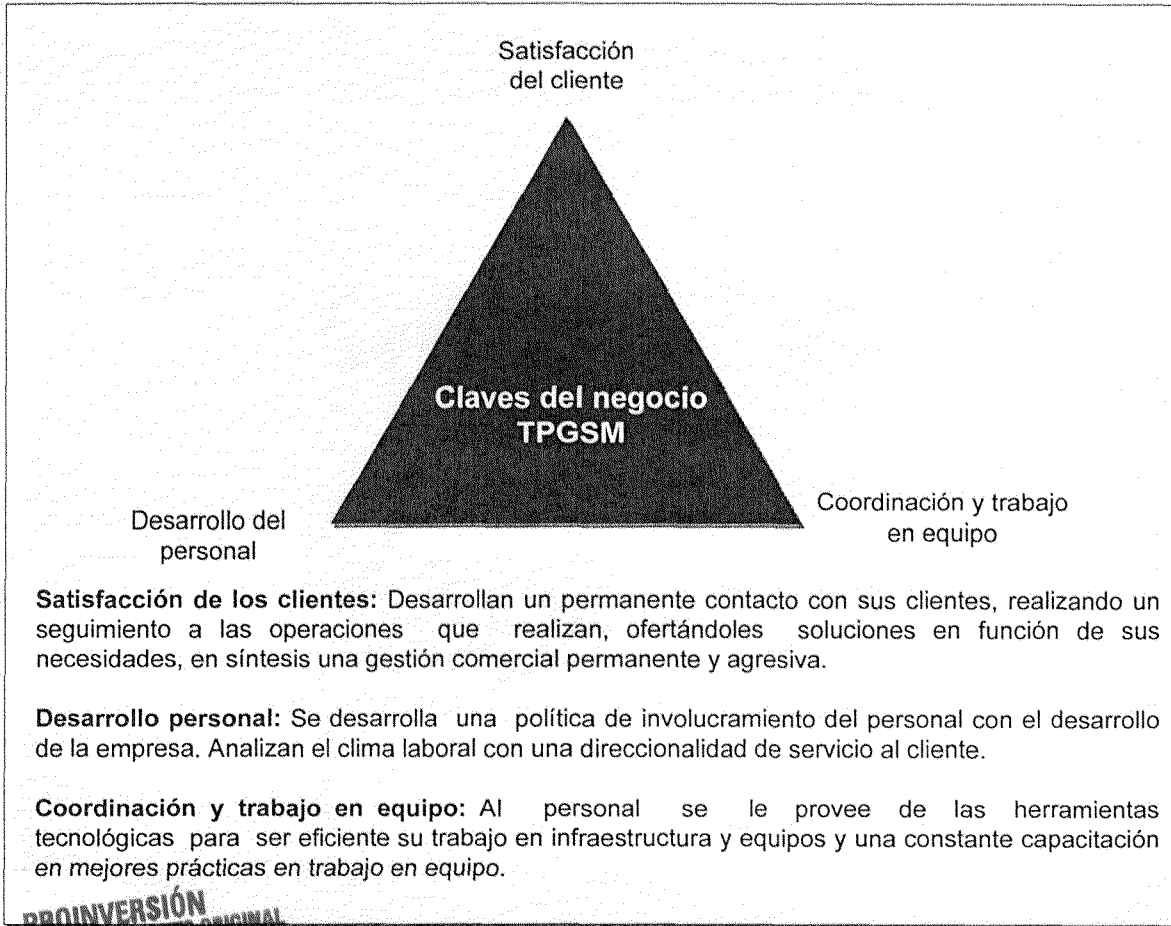 Satisfacción
del cliente
Claves del negocio
TPGSM
Desarrollo del
personal
Coordinación y trabajo
en equipo
Satisfacción de los clientes: Desarrollan un permanente contacto con sus clientes, realizando un
seguimiento a las operaciones que realizan, ofertándoles soluciones en función de sus
necesidades, en síntesis una gestión comercial permanente y agresiva.
Desarrollo personal: Se desarrolla una política de involucramiento del personal con el desarrollo
de la empresa. Analizan el clima laboral con una direccionalidad de servicio al cliente.
Coordinación y trabajo en equipo: Al personal se le provee de las herramientas
tecnológicas para ser eficiente su trabajo en infraestructura y equipos y una constante capacitación
en mejores prácticas en trabajo en equipo.
PROINVERSIÓN
ORIGINAL